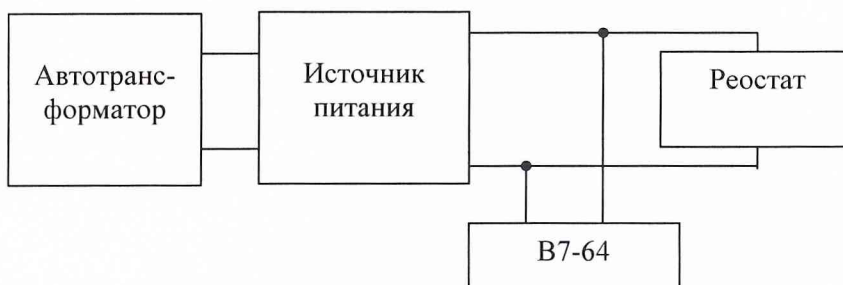 Автотранс-
форматор
Источник
питания
Реостат
В7-64